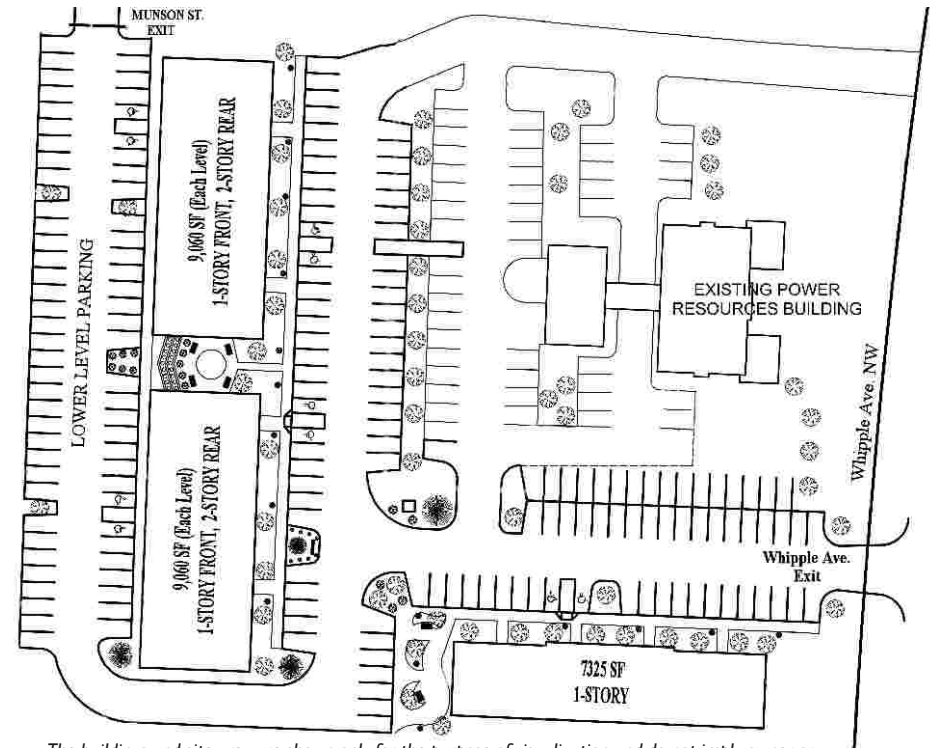 MUNSON ST.
EXIT
9,060 SF (Each Level)
1-STORY FRONT, 2-STORY REAR
LOWER LEVEL PARKING
EXISTING POWER
RESOURCES BUILDING
Whipple Ave. NW
9,060 SF (Each Level)
1-STORY FRONT, 2-STORY REAR
Whipple Ave.
Exit
7325 SF
1-STORY